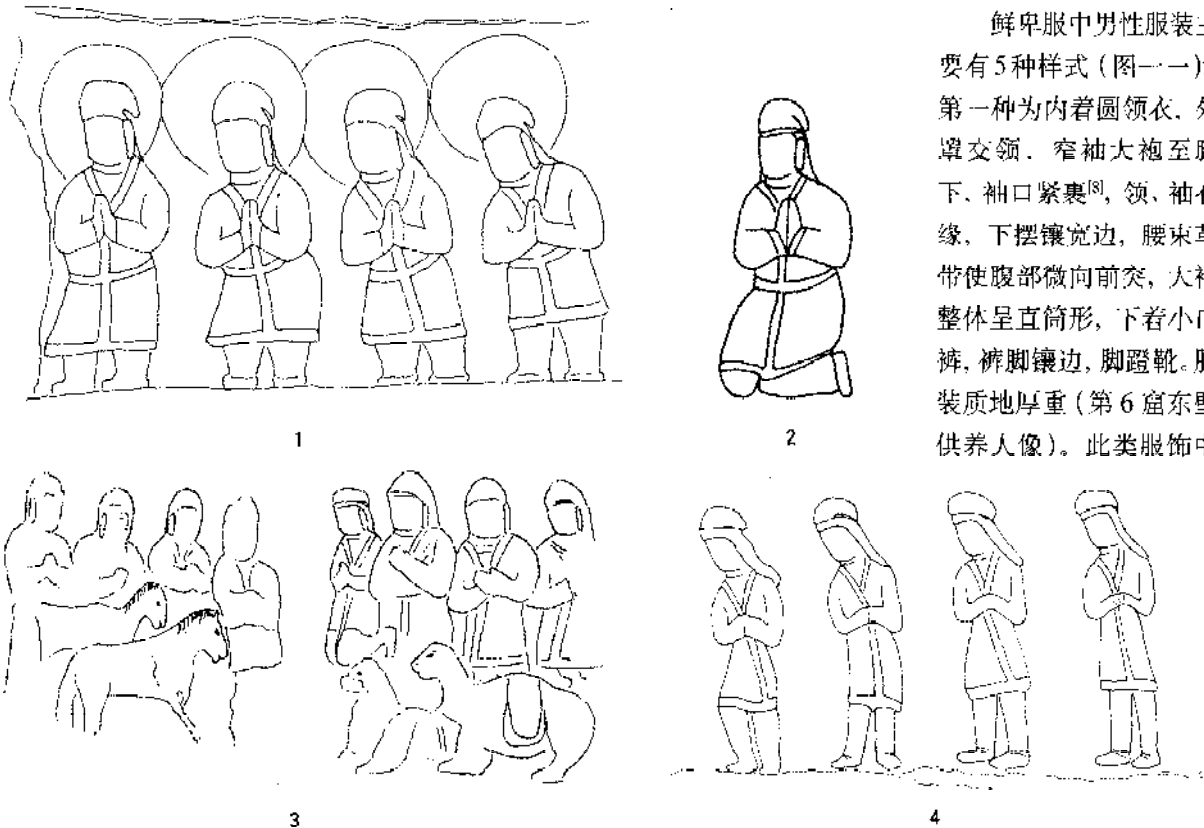 鲜卑服中男性服装
要有5种样式(图一一)
第一种为内着圆领衣、
罩交领、窄袖大袍至
下、袖口紧裹[8],领、袖
缘,下摆镶宽边,腰束
带使腹部微向前突,大
整体呈直筒形,下着小
裤,裤脚镶边,脚蹬靴。
装质地厚重(第6窟东
供养人像)。此类服饰
1
2
3
4